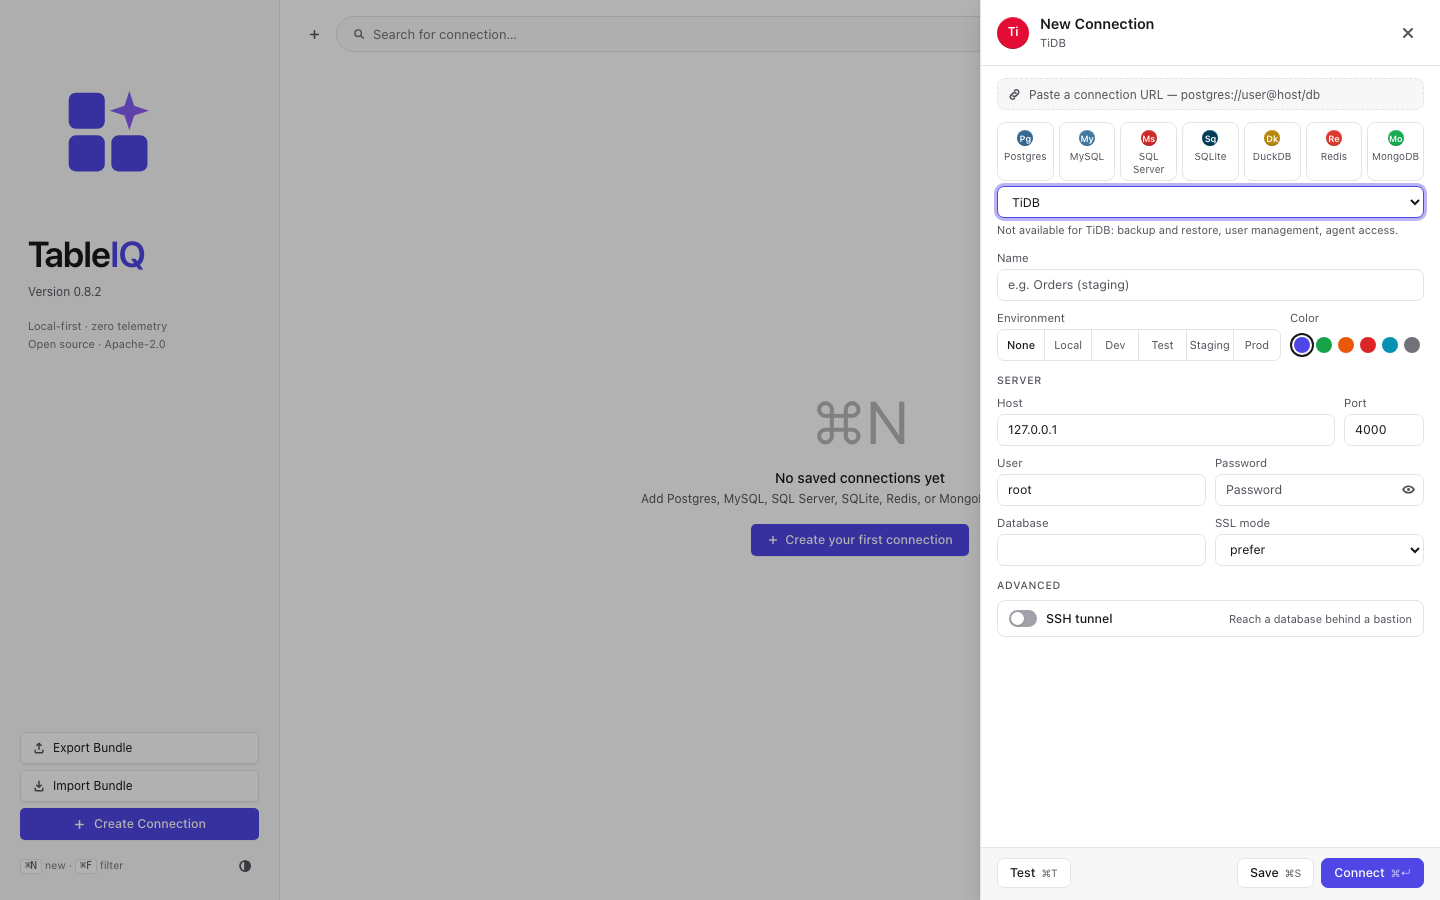 TableIQ
Version 0.8.2
Local-first · zero telemetry
Open source · Apache-2.0
Export Bundle
Import Bundle
+ Create Connection
⌘N new · ⌘F filter
+
Search for connection...
⌘N
No saved connections yet
Add Postgres, MySQL, SQL Server, SQLite, Redis, or
+ Create your first connection
Ti
New Connection
TiDB
Paste a connection URL — postgres://user@host/db
Pg
Postgres
My
MySQL
Ms
SQL
Server
Sq
SQLite
Dk
DuckDB
Re
Redis
Mo
MongoDB
TiDB
Not available for TiDB: backup and restore, user management, agent access.
Name
e.g. Orders (staging)
Environment
None Local Dev Test Staging Prod
Color
SERVER
Host
127.0.0.1
Port
4000
User
root
Password
Password
Database
SSL mode
prefer
ADVANCED
SSH tunnel
Reach a database behind a bastion
Test ⌘T
Save ⌘S
Connect ⌘↵